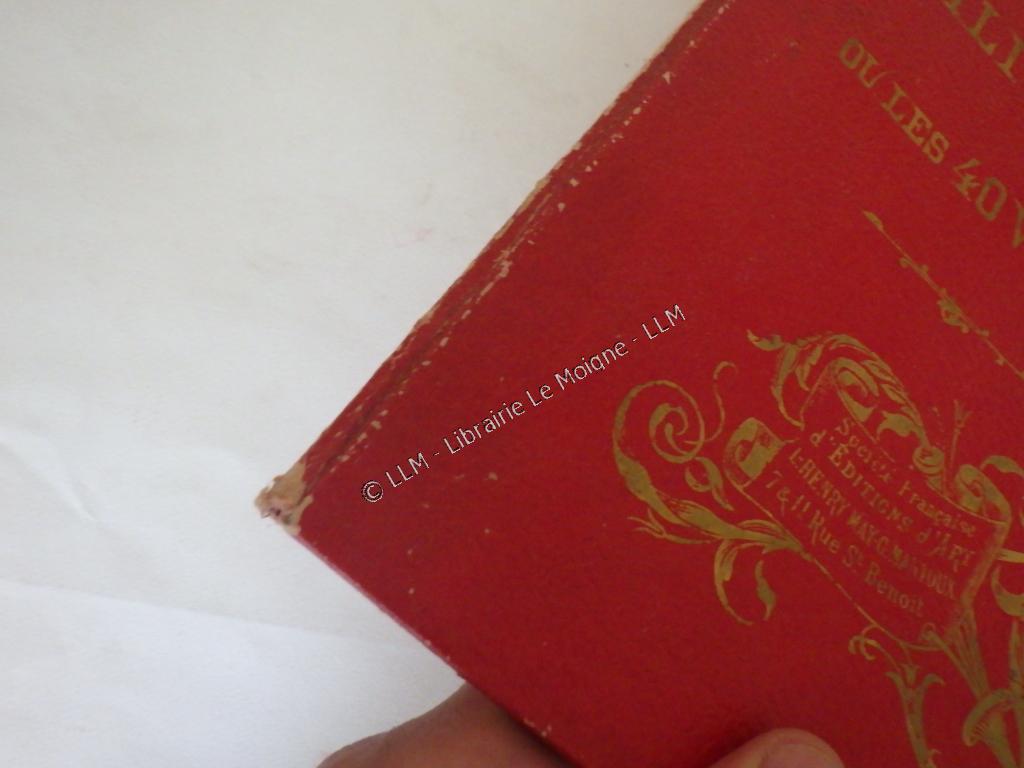 OU LES 40 V
Société Française
d'ÉDITIONS d'ART
L. HENRY MAY-G. MANTOUX
7 & 11 Rue St Benoit
© LLM - Librairie Le Moigne - LLM